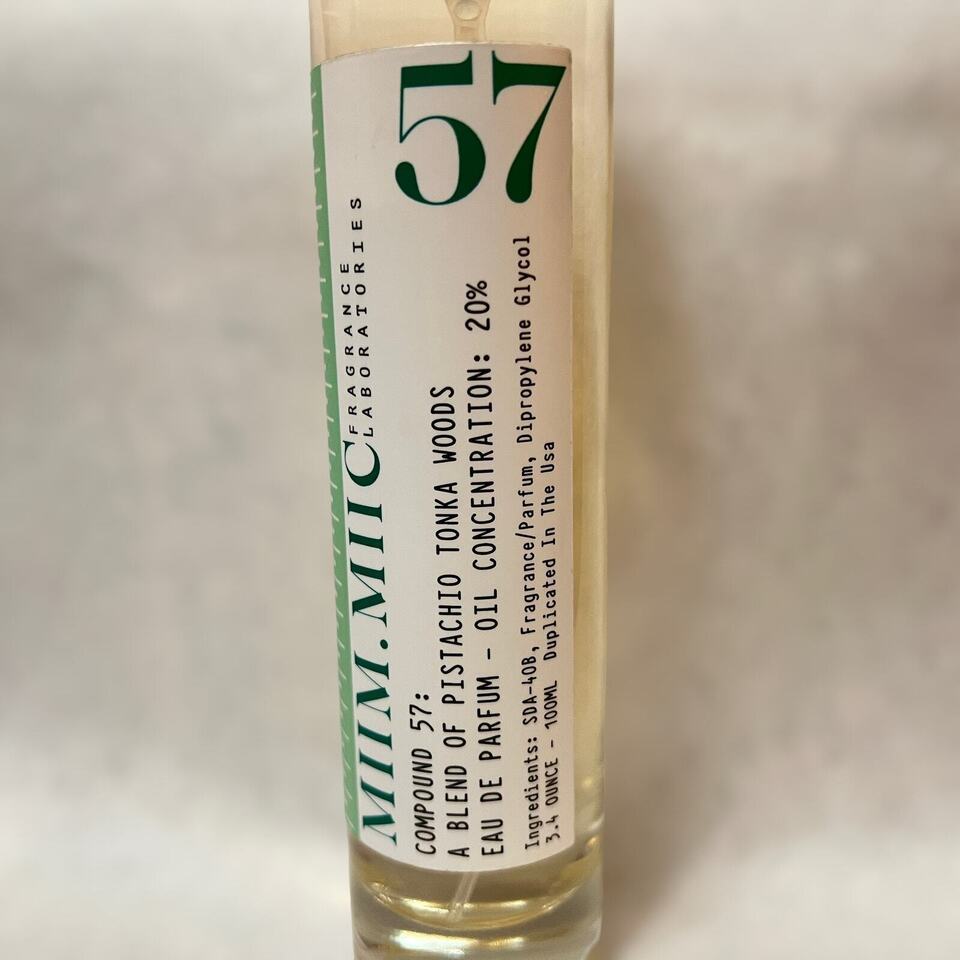 57
MIIM.MIIC
FRAGRANCE
LABORATORIES
COMPOUND 57:
A BLEND OF PISTACHIO TONKA WOODS
EAU DE PARFUM - OIL CONCENTRATION: 20%
Ingredients: SDA-40B, Fragrance/Parfum, Dipropylene Glycol
3.4 OUNCE - 100ML Duplicated In The Usa